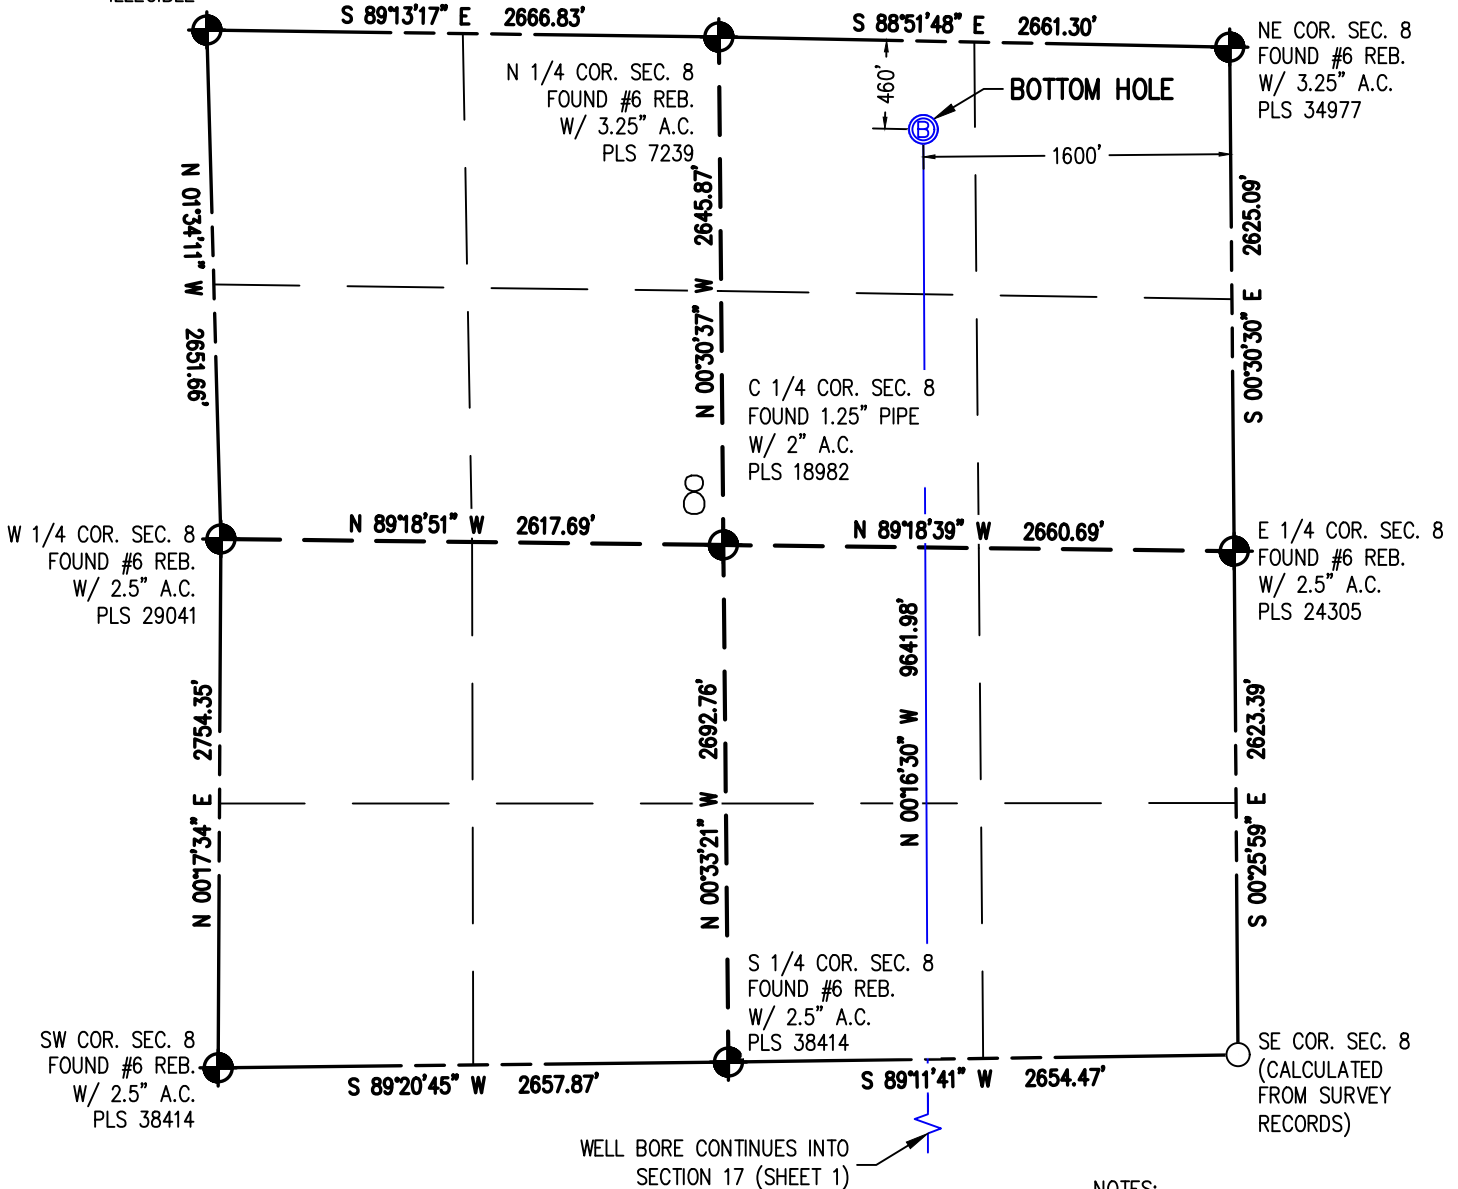 S 89°13'17" E 2666.83'
S 88°51'48" E 2661.30'
NE COR. SEC. 8
FOUND #6 REB.
W/ 3.25" A.C.
PLS 34977
N 1/4 COR. SEC. 8
FOUND #6 REB.
W/ 3.25" A.C.
PLS 7239
460'
BOTTOM HOLE
B
1600'
N 01°34'11" W 2651.66'
N 00°30'37" W 2645.87'
S 00°30'30" E 2625.09'
C 1/4 COR. SEC. 8
FOUND 1.25" PIPE
W/ 2" A.C.
PLS 18982
8
W 1/4 COR. SEC. 8
FOUND #6 REB.
W/ 2.5" A.C.
PLS 29041
N 89°18'51" W 2617.69'
N 89°18'39" W 2660.69'
E 1/4 COR. SEC. 8
FOUND #6 REB.
W/ 2.5" A.C.
PLS 24305
N 00°17'34" E 2754.35'
N 00°33'21" W 2692.76'
N 00°16'30" W 9641.98'
S 00°25'59" E 2623.39'
S 1/4 COR. SEC. 8
FOUND #6 REB.
W/ 2.5" A.C.
PLS 38414
SW COR. SEC. 8
FOUND #6 REB.
W/ 2.5" A.C.
PLS 38414
S 89°20'45" W 2657.87'
S 89°11'41" W 2654.47'
SE COR. SEC. 8
(CALCULATED
FROM SURVEY
RECORDS)
WELL BORE CONTINUES INTO
SECTION 17 (SHEET 1)
NOTES: